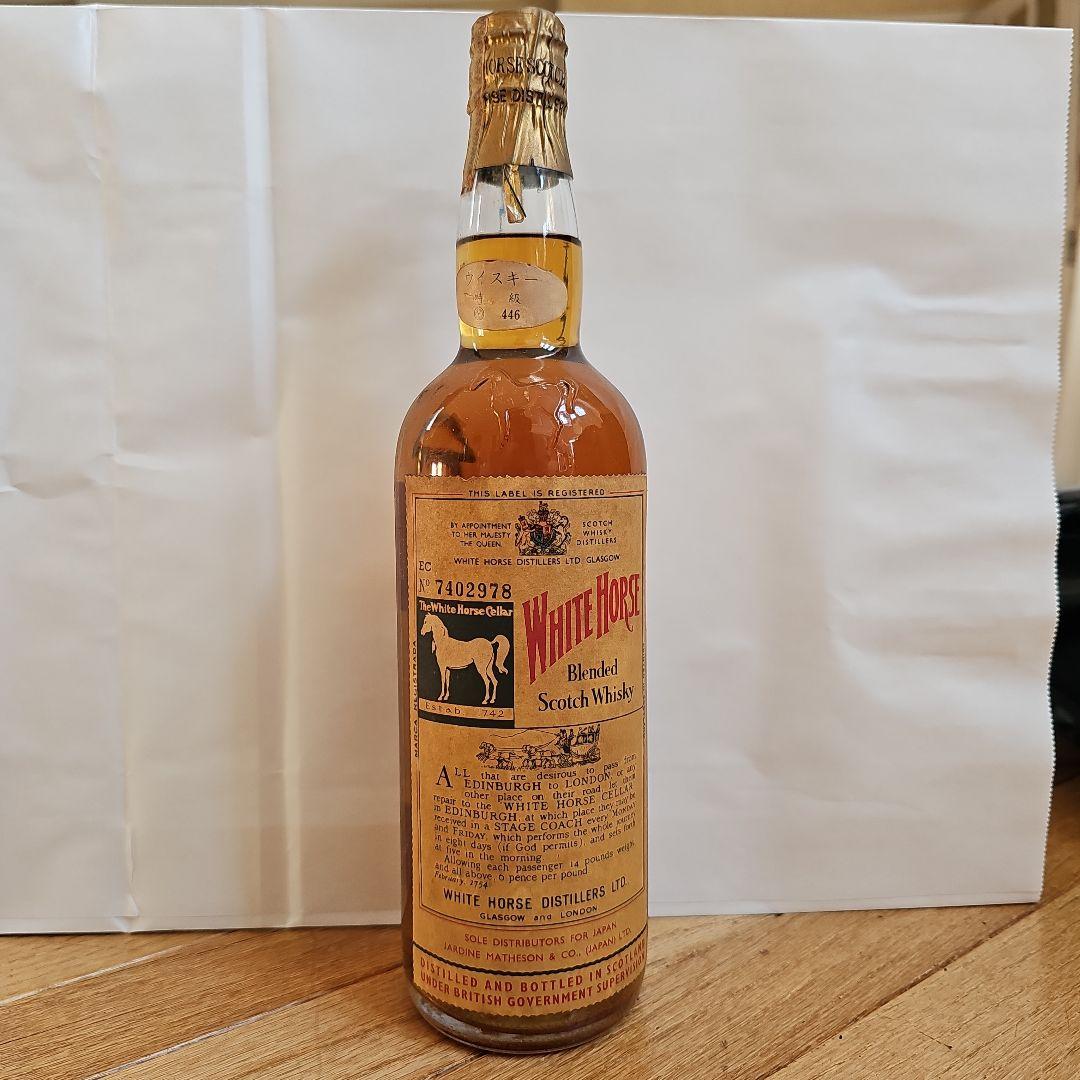 HORSE SCOTCH
HORSE DISTILLERS
ウイスキー
特 級
446
THIS LABEL IS REGISTERED
BY APPOINTMENT
TO HER MAJESTY
THE QUEEN
SCOTCH
WHISKY
DISTILLERS
WHITE HORSE DISTILLERS LTD GLASGOW
EC
No 7402978
The White Horse Cellar
Estab. 742
WHITE HORSE
Blended
Scotch Whisky
MARCA REGISTRADA
ALL that are desirous to pass from
EDINBURGH to LONDON, or any
other place on their road, let them
repair to the WHITE HORSE CELLAR
in EDINBURGH, at which place they may be
received in a STAGE COACH every MONDAY
and FRIDAY, which performs the whole journey
in eight days (if God permits), and sets forth
at five in the morning.
Allowing each passenger 14 pounds weight,
and all above, 6 pence per pound.
February, 1754.
WHITE HORSE DISTILLERS LTD.
GLASGOW and LONDON
SOLE DISTRIBUTORS FOR JAPAN
JARDINE MATHESON & CO., (JAPAN) LTD.
DISTILLED AND BOTTLED IN SCOTLAND
UNDER BRITISH GOVERNMENT SUPERVISION